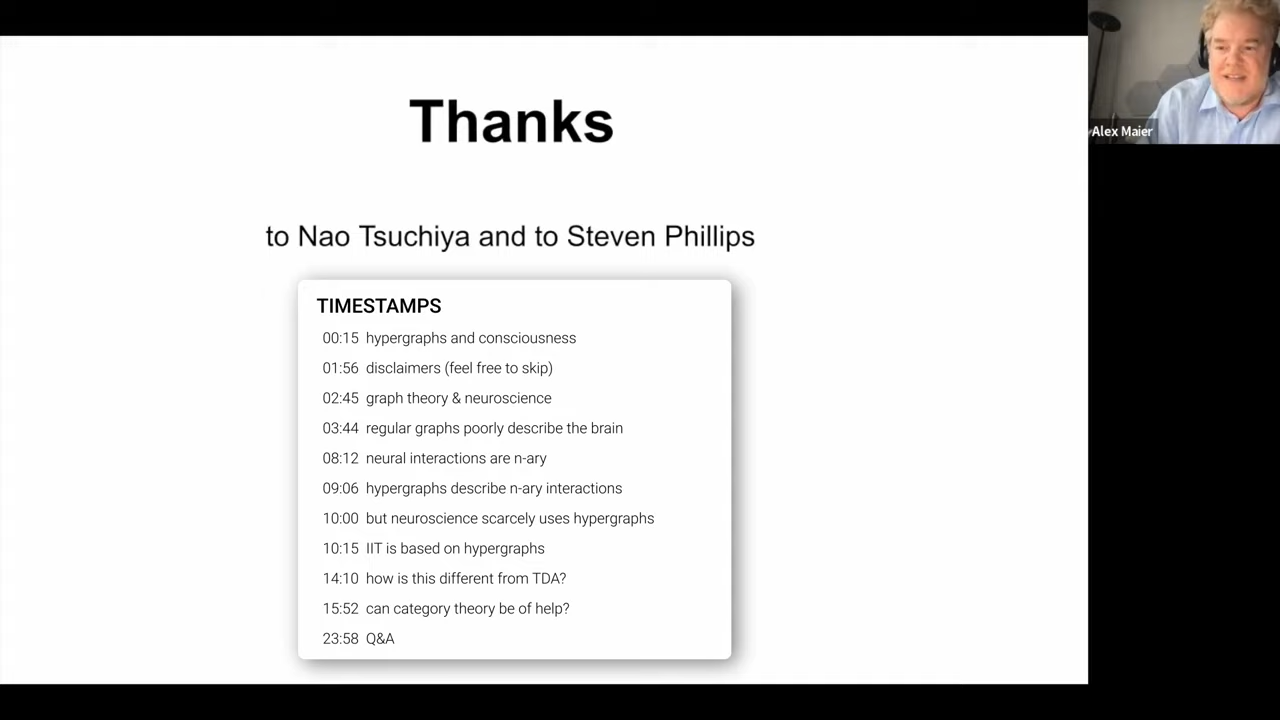 Thanks
to Nao Tsuchiya and to Steven Phillips
TIMESTAMPS
00:15 hypergraphs and consciousness
01:56 disclaimers (feel free to skip)
02:45 graph theory & neuroscience
03:44 regular graphs poorly describe the brain
08:12 neural interactions are n-ary
09:06 hypergraphs describe n-ary interactions
10:00 but neuroscience scarcely uses hypergraphs
10:15 IIT is based on hypergraphs
14:10 how is this different from TDA?
15:52 can category theory be of help?
23:58 Q&A
Alex Maier